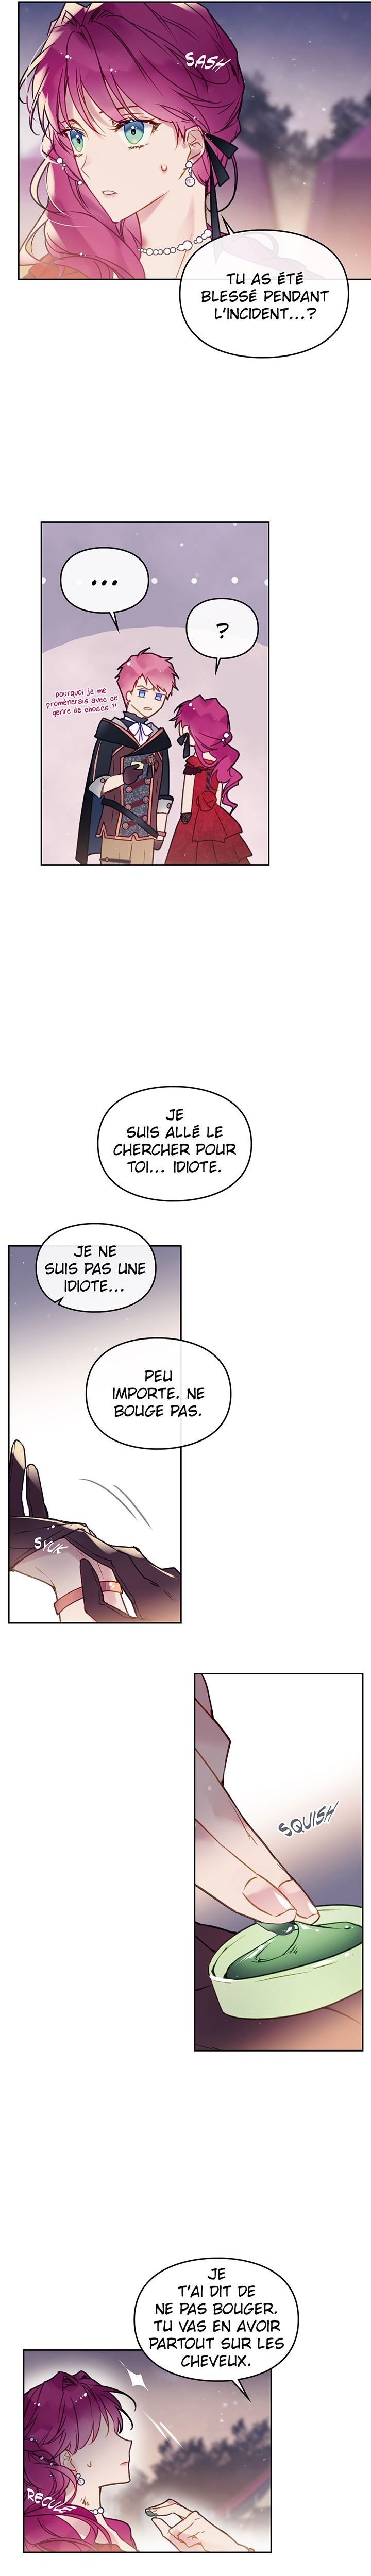 SASH
TU AS ÉTÉ
BLESSÉ PENDANT
L'INCIDENT...?
...
?
pourquoi je me
promènerais avec ce
genre de choses ?!
JE
SUIS ALLÉ LE
CHERCHER POUR
TOI... IDIOTE.
JE NE
SUIS PAS UNE
IDIOTE...
PEU
IMPORTE. NE
BOUGE PAS.
SYUK
SQUISH
JE
T'AI DIT DE
NE PAS BOUGER.
TU VAS EN AVOIR
PARTOUT SUR LES
CHEVEUX.
RECULE